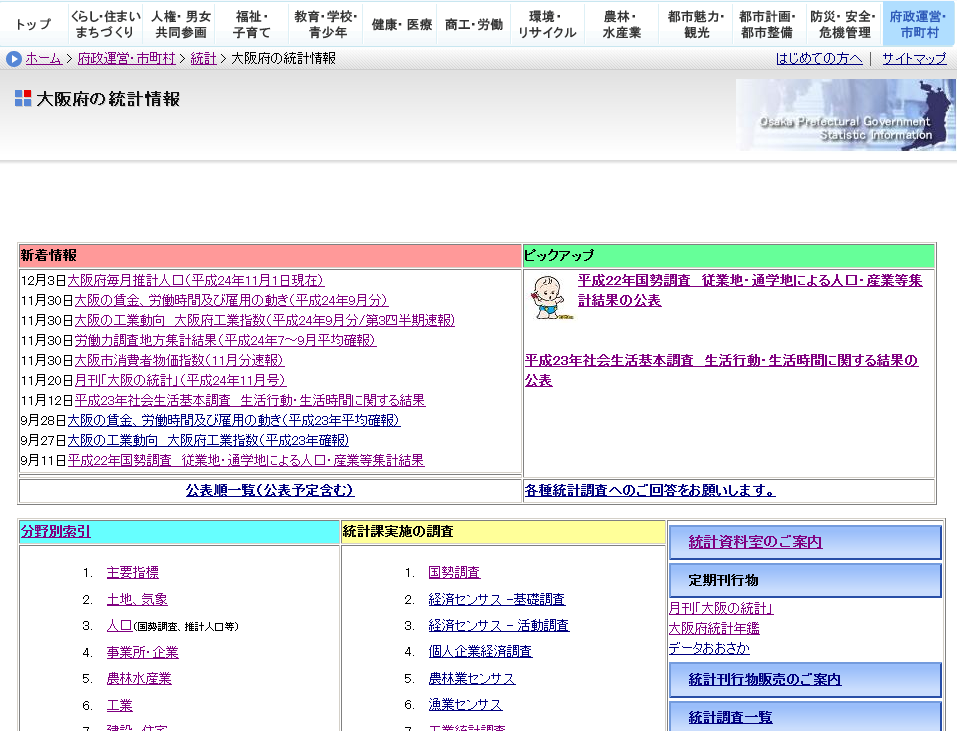 トップ
くらし・住まい
まちづくり
人権・男女
共同参画
福祉・
子育て
教育・学校・
青少年
健康・医療
商工・労働
環境・
リサイクル
農林・
水産業
都市魅力・
観光
都市計画・
都市整備
防災・安全・
危機管理
府政運営・
市町村
ホーム > 府政運営・市町村 > 統計 > 大阪府の統計情報
はじめての方へ | サイトマップ
大阪府の統計情報
Osaka Prefectural Government
Statistic Information
新着情報
12月3日大阪府毎月推計人口(平成24年11月1日現在)
11月30日大阪の賃金、労働時間及び雇用の動き(平成24年9月分)
11月30日大阪の工業動向 大阪府工業指数(平成24年9月分/第3四半期速報)
11月30日労働力調査地方集計結果(平成24年7~9月平均確報)
11月30日大阪市消費者物価指数(11月分速報)
11月20日月刊「大阪の統計」(平成24年11月号)
11月12日平成23年社会生活基本調査 生活行動・生活時間に関する結果
9月28日大阪の賃金、労働時間及び雇用の動き(平成23年平均確報)
9月27日大阪の工業動向 大阪府工業指数(平成23年確報)
9月11日平成22年国勢調査 従業地・通学地による人口・産業等集計結果
公表順一覧(公表予定含む)
ピックアップ
平成22年国勢調査 従業地・通学地による人口・産業等集
計結果の公表
平成23年社会生活基本調査 生活行動・生活時間に関する結果の
公表
各種統計調査へのご回答をお願いします。
分野別索引
1. 主要指標
2. 土地、気象
3. 人口(国勢調査、推計人口等)
4. 事業所・企業
5. 農林水産業
6. 工業
7. 建設、住宅
統計課実施の調査
1. 国勢調査
2. 経済センサス -基礎調査
3. 経済センサス - 活動調査
4. 個人企業経済調査
5. 農林業センサス
6. 漁業センサス
7. 工業統計調査
統計資料室のご案内
定期刊行物
月刊「大阪の統計」
大阪府統計年鑑
データおおさか
統計刊行物販売のご案内
統計調査一覧